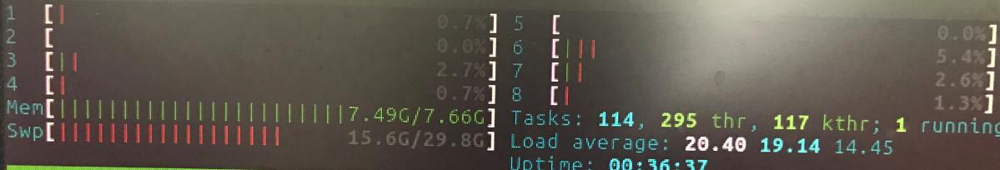 1 [| 0.7%] 5 [ 0.0%]
2 [ 0.0%] 6 [||| 5.4%]
3 [|| 2.7%] 7 [|| 2.6%]
4 [| 0.7%] 8 [| 1.3%]
Mem[|||||||||||||||||||||||7.49G/7.66G] Tasks: 114, 295 thr, 117 kthr; 1 running
Swp[|||||||||||||||||| 15.6G/29.8G] Load average: 20.40 19.14 14.45
Uptime: 00:36:37